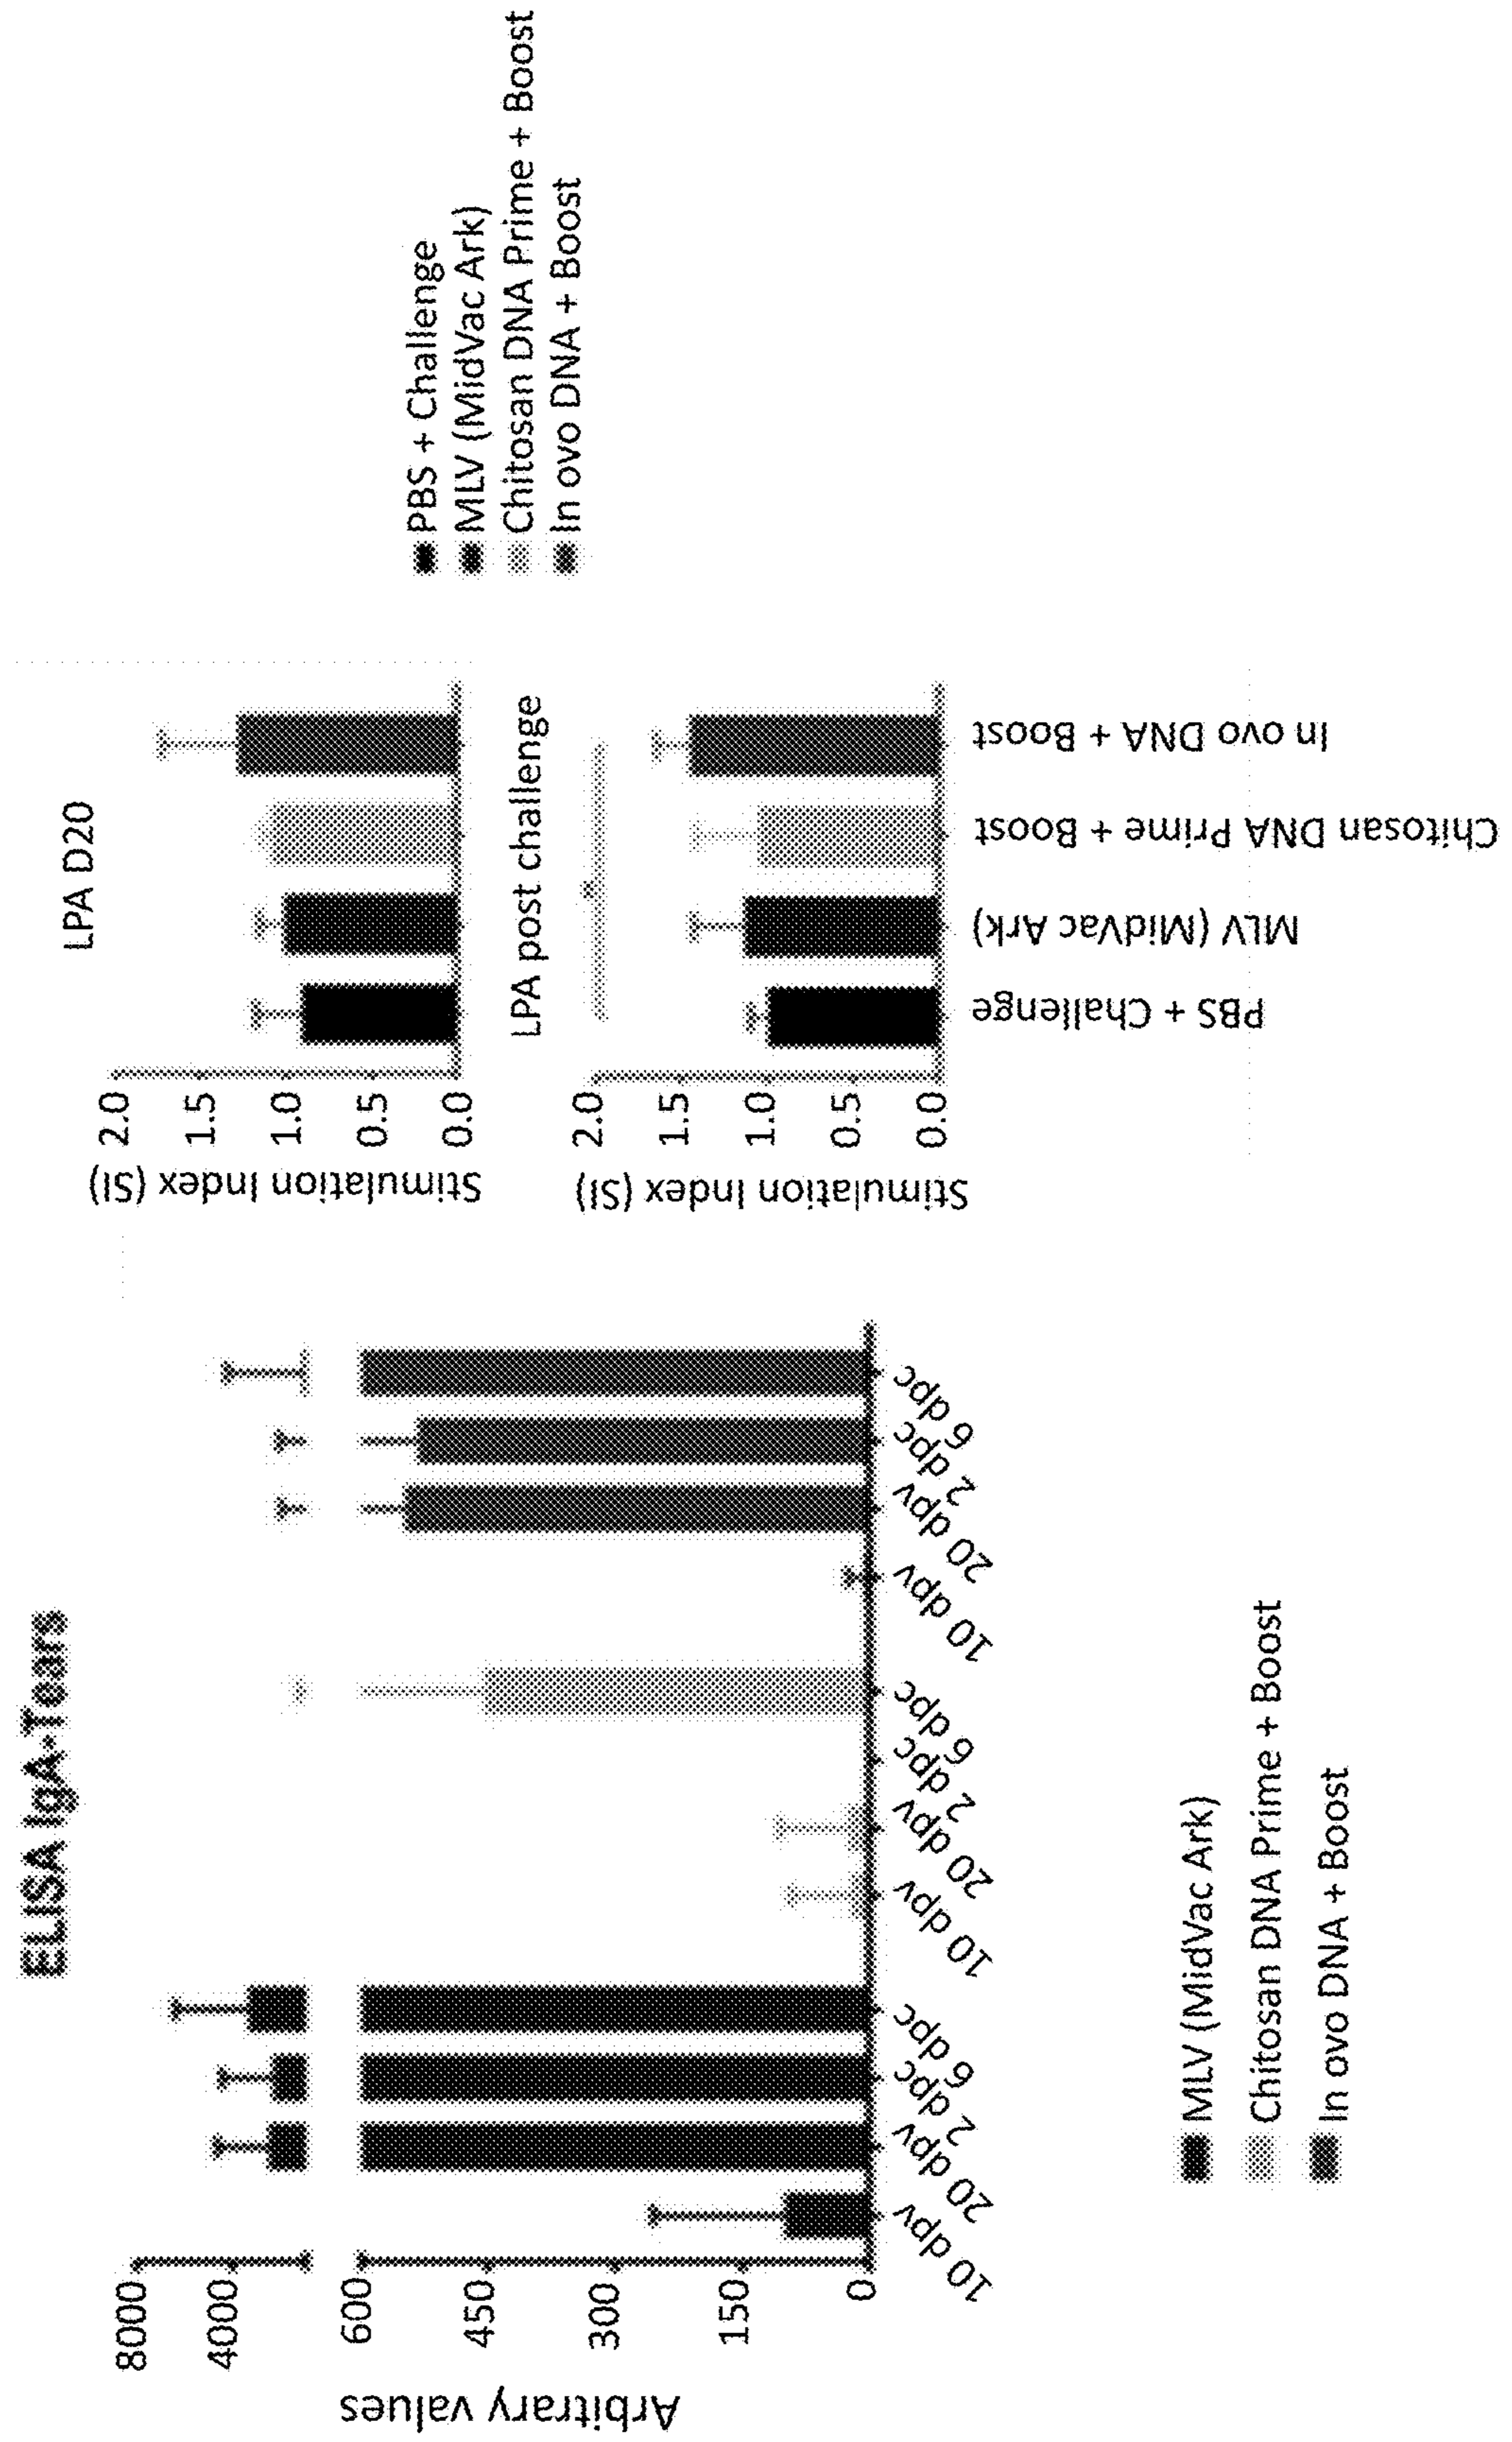 ELISA IgA-Tears
Arbitrary values
8000
4000
600
450
300
150
0
10 dpv
20 dpv
2 dpc
6 dpc
10 dpv
20 dpv
2 dpc
6 dpc
10 dpv
20 dpv
2 dpc
6 dpc
MLV (MidVac Ark)
Chitosan DNA Prime + Boost
In ovo DNA + Boost
LPA D20
Stimulation Index (SI)
2.0
1.5
1.0
0.5
0.0
LPA post challenge
*
Stimulation Index (SI)
2.0
1.5
1.0
0.5
0.0
PBS + Challenge
MLV (MidVac Ark)
Chitosan DNA Prime + Boost
In ovo DNA + Boost
PBS + Challenge
MLV (MidVac Ark)
Chitosan DNA Prime + Boost
In ovo DNA + Boost